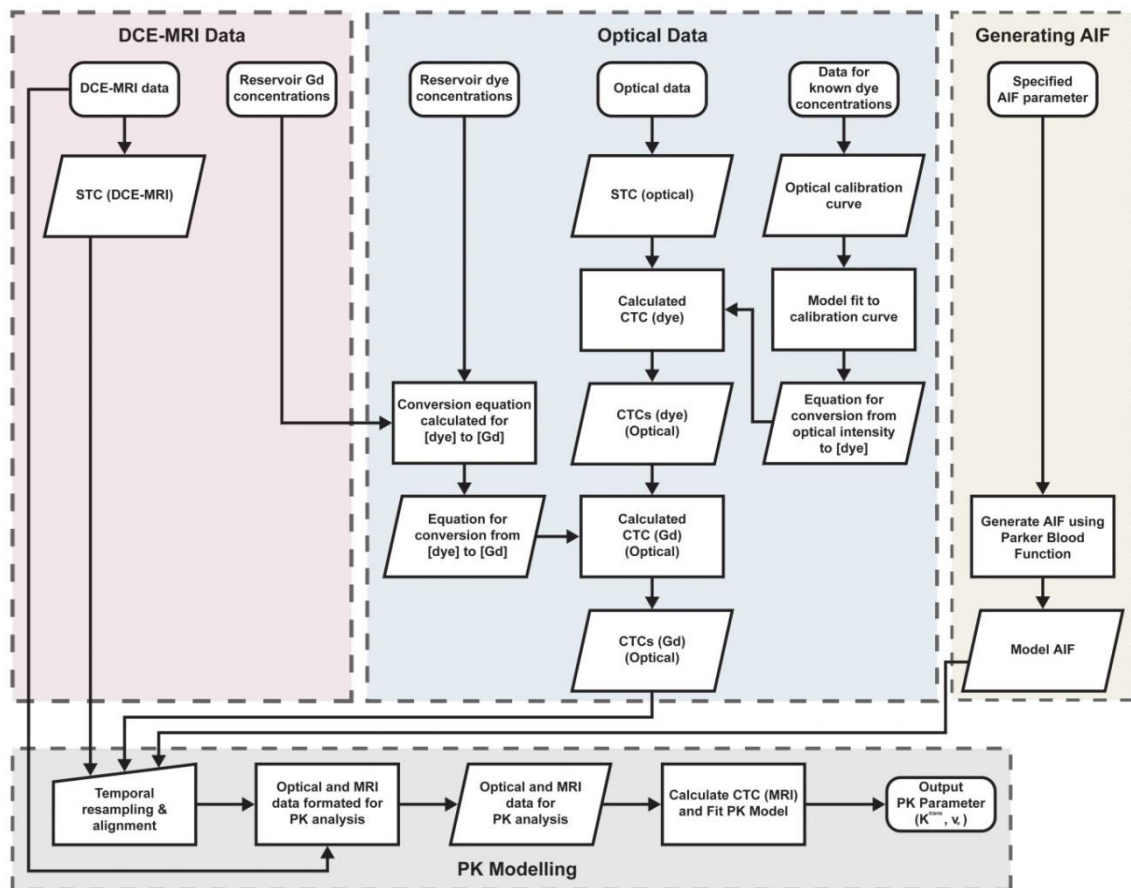 DCE-MRI Data
Optical Data
Generating AIF
DCE-MRI data
Reservoir Gd
concentrations
Reservoir dye
concentrations
Optical data
Data for
known dye
concentrations
Specified
AIF parameter
STC (DCE-MRI)
STC (optical)
Optical calibration
curve
Calculated
CTC (dye)
Model fit to
calibration curve
Conversion equation
calculated for
[dye] to [Gd]
CTCs (dye)
(Optical)
Equation for
conversion from
optical intensity
to [dye]
Equation for
conversion from
[dye] to [Gd]
Calculated
CTC (Gd)
(Optical)
Generate AIF using
Parker Blood
Function
CTCs (Gd)
(Optical)
Model AIF
Temporal
resampling &
alignment
Optical and MRI
data formated for
PK analysis
Optical and MRI
data for
PK analysis
Calculate CTC (MRI)
and Fit PK Model
Output
PK Parameter
(K^trans, v
PK Modelling